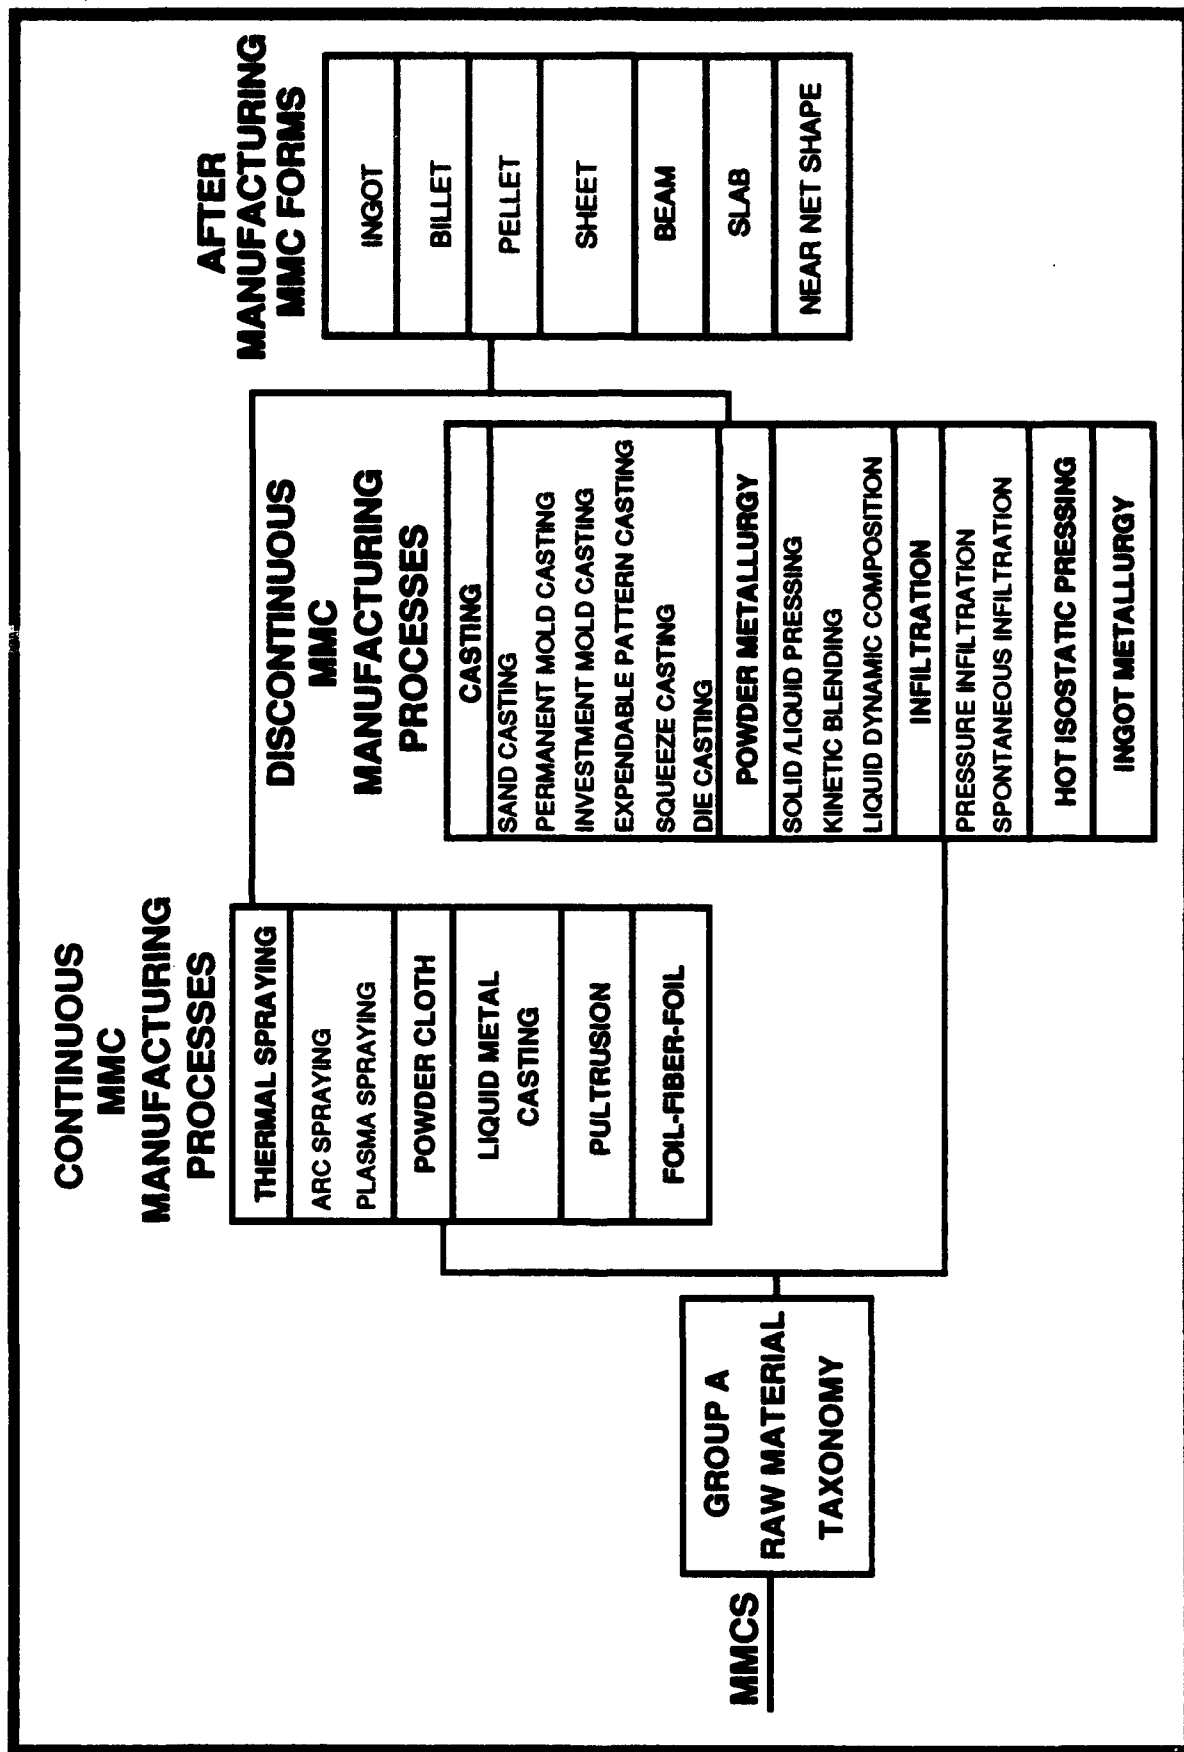 MMCS
GROUP A
RAW MATERIAL
TAXONOMY
CONTINUOUS
MMC
MANUFACTURING
PROCESSES
THERMAL SPRAYING
ARC SPRAYING
PLASMA SPRAYING
POWDER CLOTH
LIQUID METAL
CASTING
PULTRUSION
FOIL-FIBER-FOIL
DISCONTINUOUS
MMC
MANUFACTURING
PROCESSES
CASTING
SAND CASTING
PERMANENT MOLD CASTING
INVESTMENT MOLD CASTING
EXPENDABLE PATTERN CASTING
SQUEEZE CASTING
DIE CASTING
POWDER METALLURGY
SOLID /LIQUID PRESSING
KINETIC BLENDING
LIQUID DYNAMIC COMPOSITION
INFILTRATION
PRESSURE INFILTRATION
SPONTANEOUS INFILTRATION
HOT ISOSTATIC PRESSING
INGOT METALLURGY
AFTER
MANUFACTURING
MMC FORMS
INGOT
BILLET
PELLET
SHEET
BEAM
SLAB
NEAR NET SHAPE